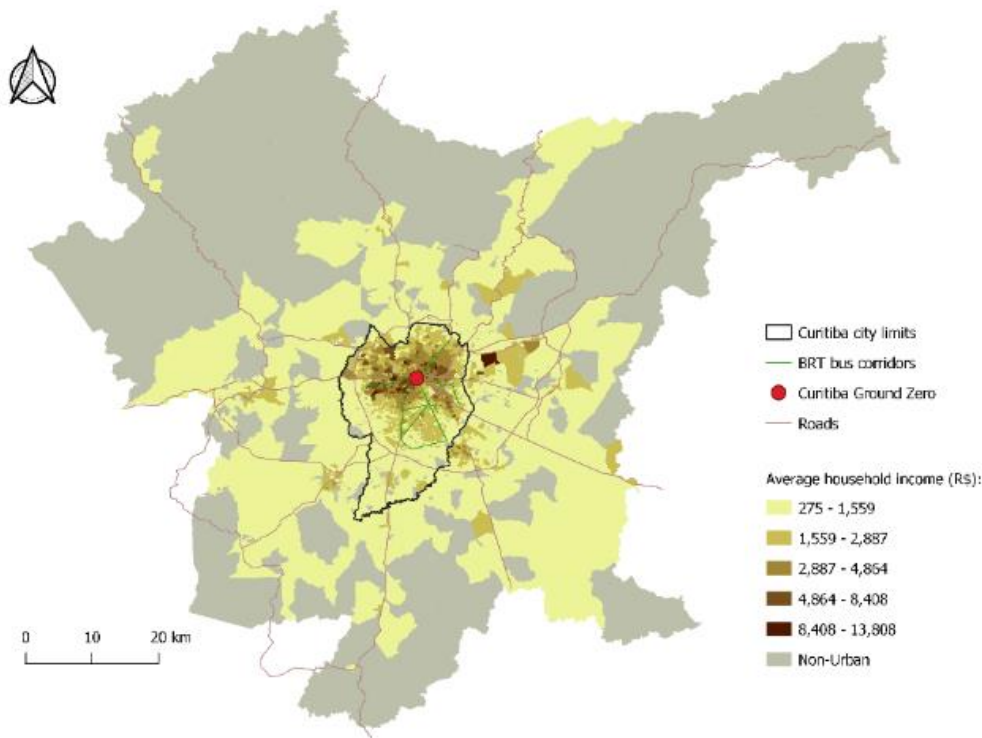 Curitiba city limits
BRT bus corridors
Curitiba Ground Zero
Roads
Average household income (R$):
275 - 1,559
1,559 - 2,887
2,887 - 4,864
4,864 - 8,408
8,408 - 13,808
Non-Urban
0 10 20 km